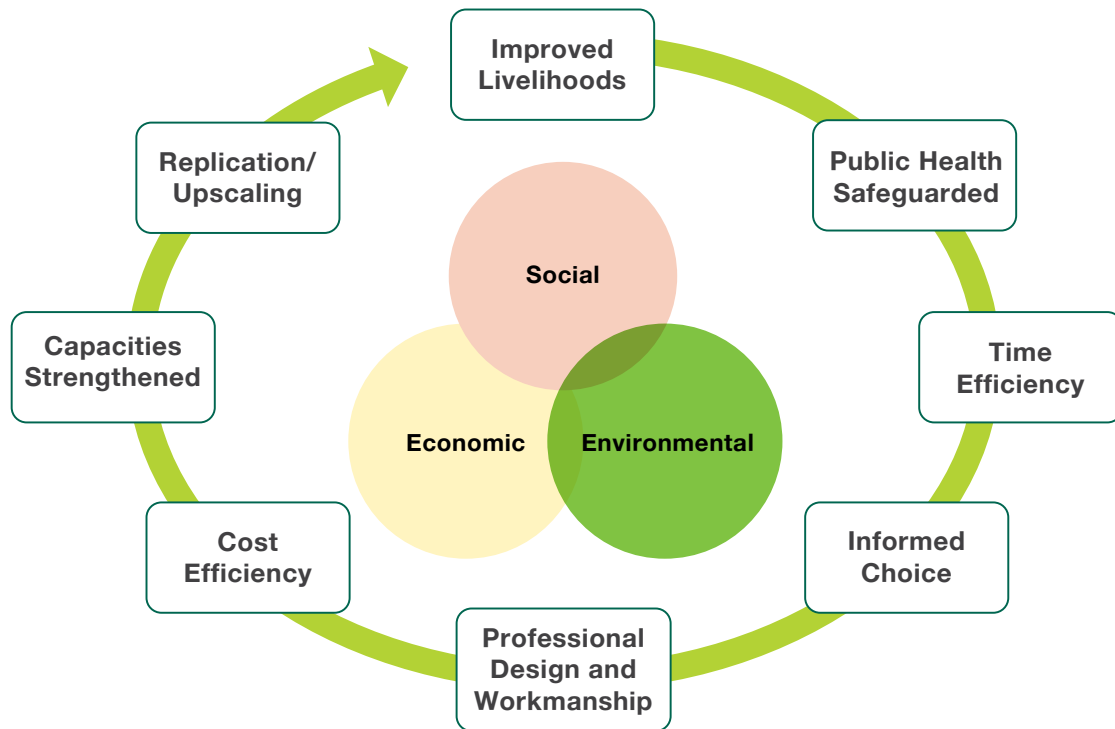 Improved
Livelihoods
Public Health
Safeguarded
Time
Efficiency
Informed
Choice
Professional
Design and
Workmanship
Cost
Efficiency
Capacities
Strengthened
Replication/
Upscaling
Social
Economic
Environmental